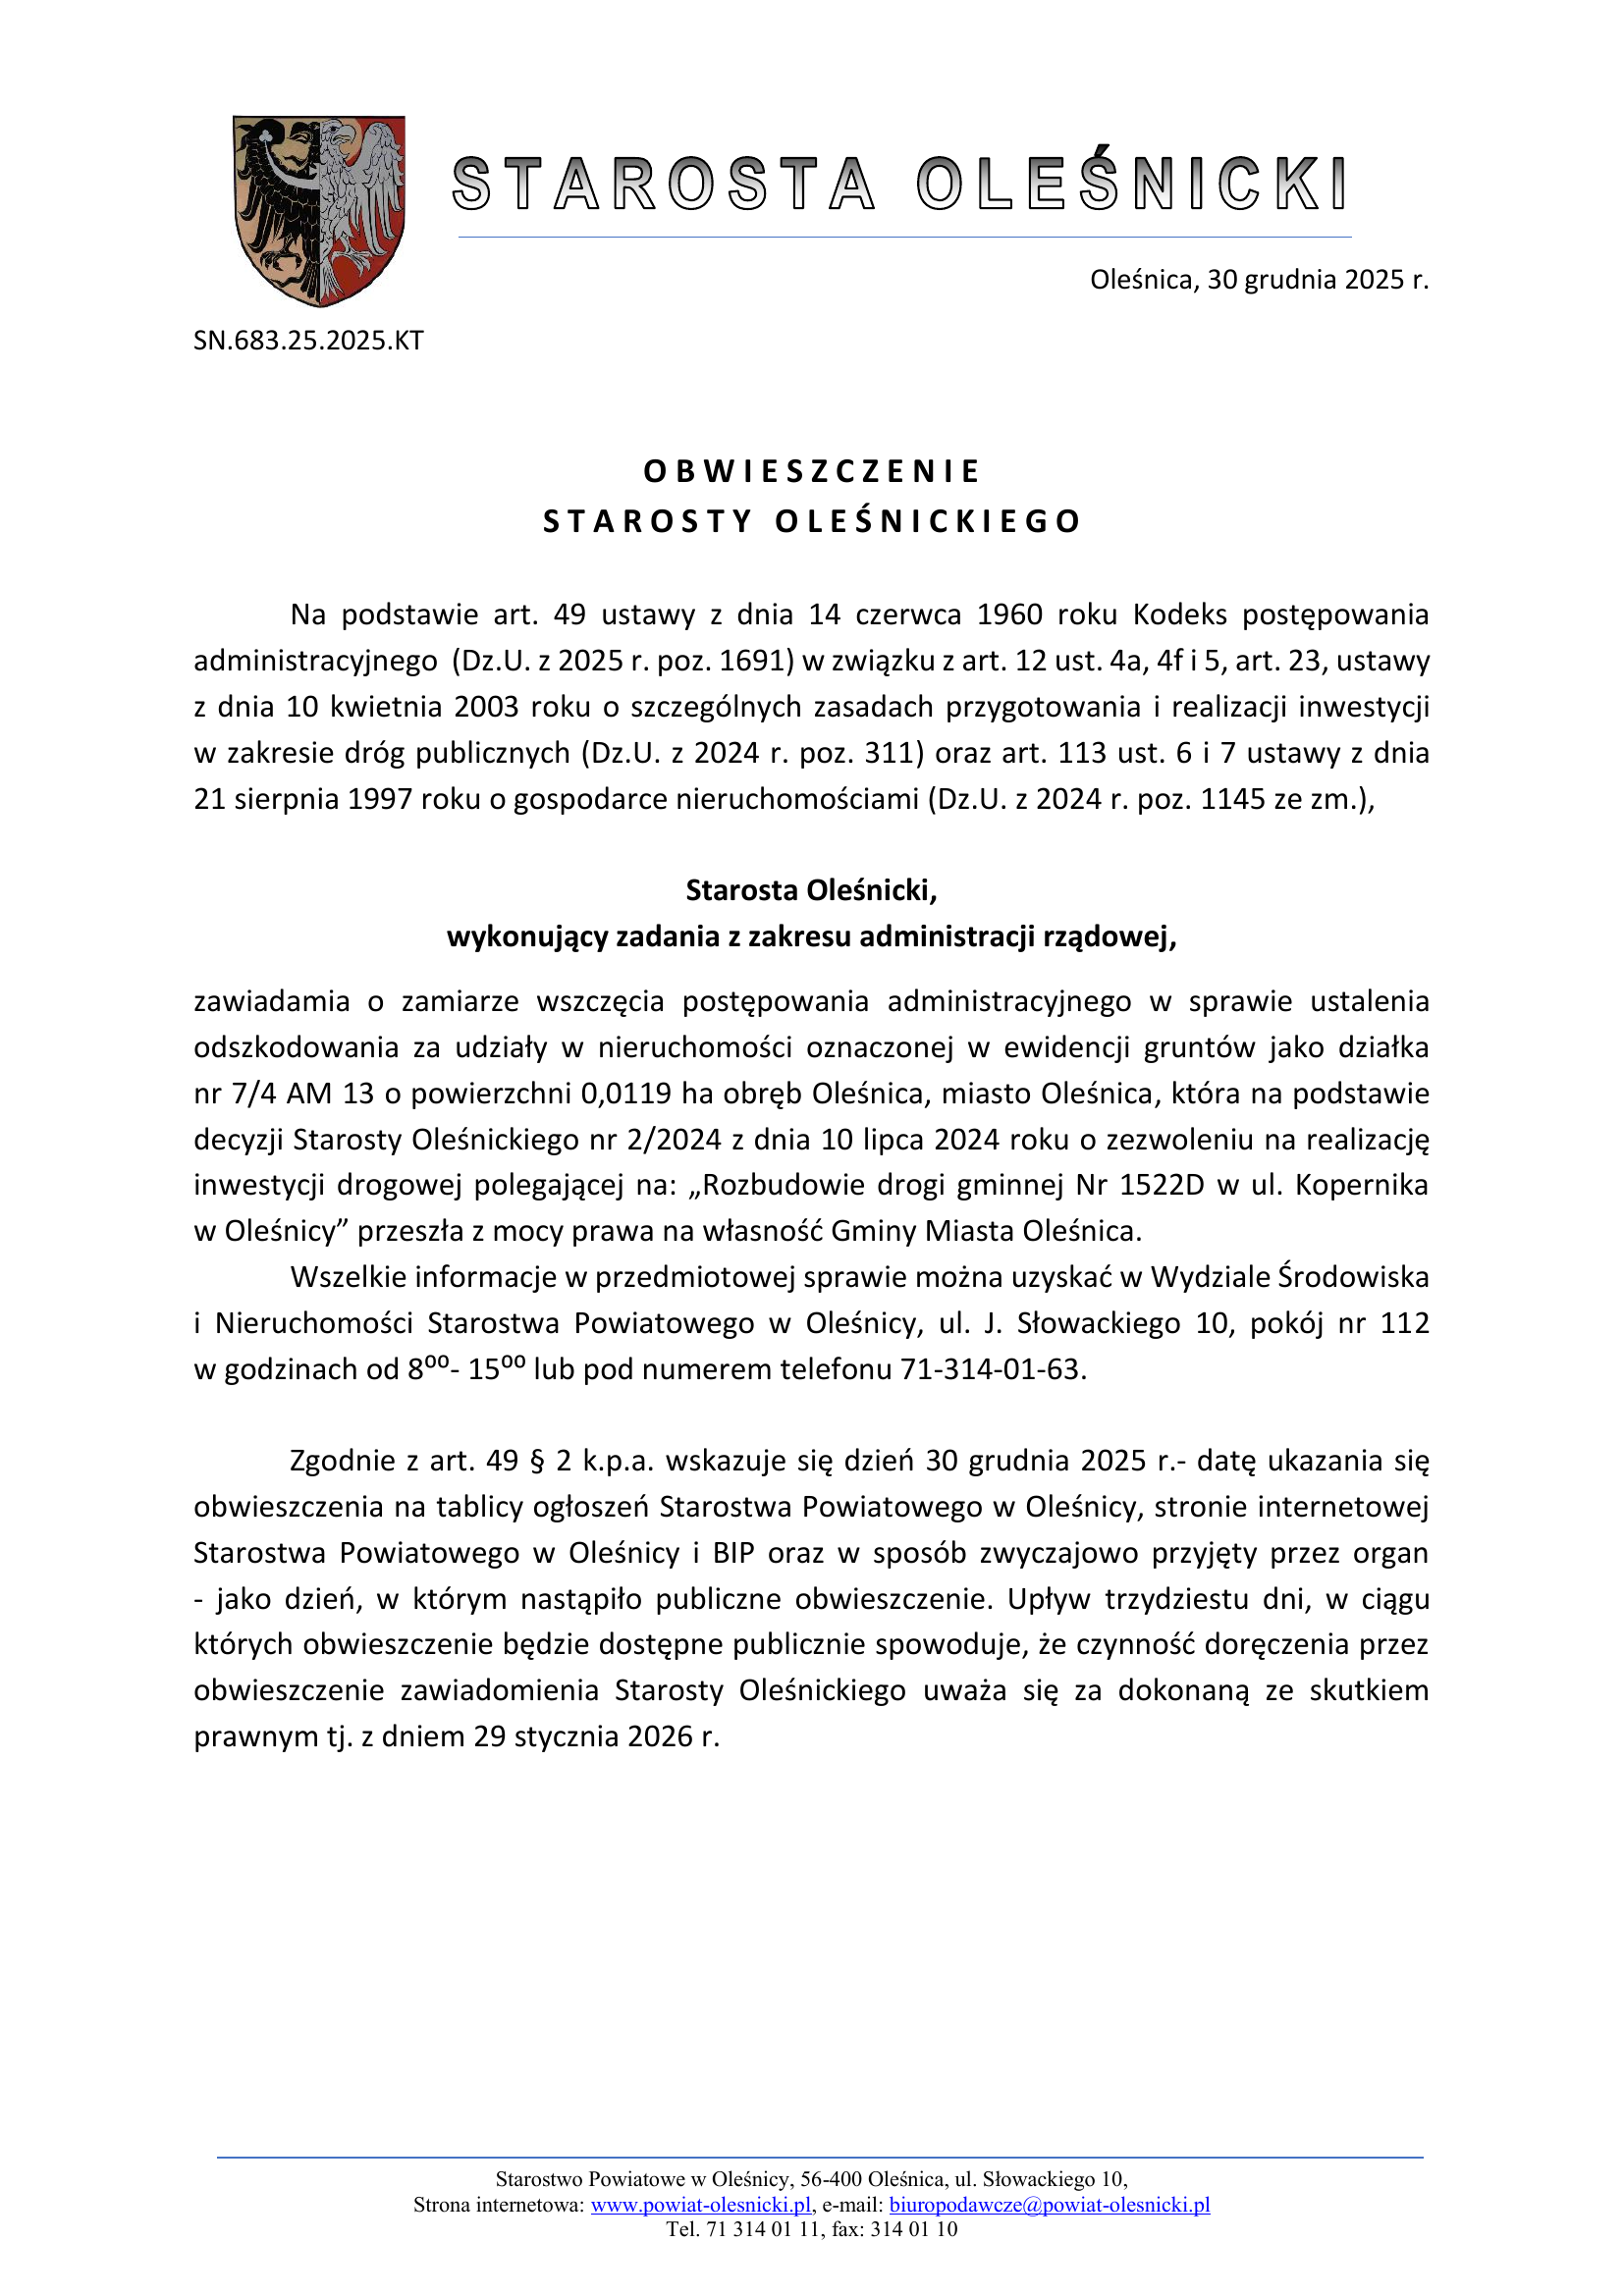 STAROSTA OLEŚNICKI
Oleśnica, 30 grudnia 2025 r.
SN.683.25.2025.KT
OBWIESZCZENIE
STAROSTY OLEŚNICKIEGO
Na podstawie art. 49 ustawy z dnia 14 czerwca 1960 roku Kodeks postępowania
administracyjnego (Dz.U. z 2025 r. poz. 1691) w związku z art. 12 ust. 4a, 4f i 5, art. 23, ustawy
z dnia 10 kwietnia 2003 roku o szczególnych zasadach przygotowania i realizacji inwestycji
w zakresie dróg publicznych (Dz.U. z 2024 r. poz. 311) oraz art. 113 ust. 6 i 7 ustawy z dnia
21 sierpnia 1997 roku o gospodarce nieruchomościami (Dz.U. z 2024 r. poz. 1145 ze zm.),
Starosta Oleśnicki,
wykonujący zadania z zakresu administracji rządowej,
zawiadamia o zamiarze wszczęcia postępowania administracyjnego w sprawie ustalenia
odszkodowania za udziały w nieruchomości oznaczonej w ewidencji gruntów jako działka
nr 7/4 AM 13 o powierzchni 0,0119 ha obręb Oleśnica, miasto Oleśnica, która na podstawie
decyzji Starosty Oleśnickiego nr 2/2024 z dnia 10 lipca 2024 roku o zezwoleniu na realizację
inwestycji drogowej polegającej na: „Rozbudowie drogi gminnej Nr 1522D w ul. Kopernika
w Oleśnicy” przeszła z mocy prawa na własność Gminy Miasta Oleśnica.
Wszelkie informacje w przedmiotowej sprawie można uzyskać w Wydziale Środowiska
i Nieruchomości Starostwa Powiatowego w Oleśnicy, ul. J. Słowackiego 10, pokój nr 112
w godzinach od 8⁰⁰- 15⁰⁰ lub pod numerem telefonu 71-314-01-63.
Zgodnie z art. 49 § 2 k.p.a. wskazuje się dzień 30 grudnia 2025 r.- datę ukazania się
obwieszczenia na tablicy ogłoszeń Starostwa Powiatowego w Oleśnicy, stronie internetowej
Starostwa Powiatowego w Oleśnicy i BIP oraz w sposób zwyczajowo przyjęty przez organ
- jako dzień, w którym nastąpiło publiczne obwieszczenie. Upływ trzydziestu dni, w ciągu
których obwieszczenie będzie dostępne publicznie spowoduje, że czynność doręczenia przez
obwieszczenie zawiadomienia Starosty Oleśnickiego uważa się za dokonaną ze skutkiem
prawnym tj. z dniem 29 stycznia 2026 r.
Starostwo Powiatowe w Oleśnicy, 56-400 Oleśnica, ul. Słowackiego 10,
Strona internetowa: www.powiat-olesnicki.pl, e-mail: biuropodawcze@powiat-olesnicki.pl
Tel. 71 314 01 11, fax: 314 01 10